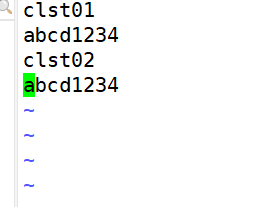 clst01
abcd1234
clst02
abcd1234
~
~
~
~